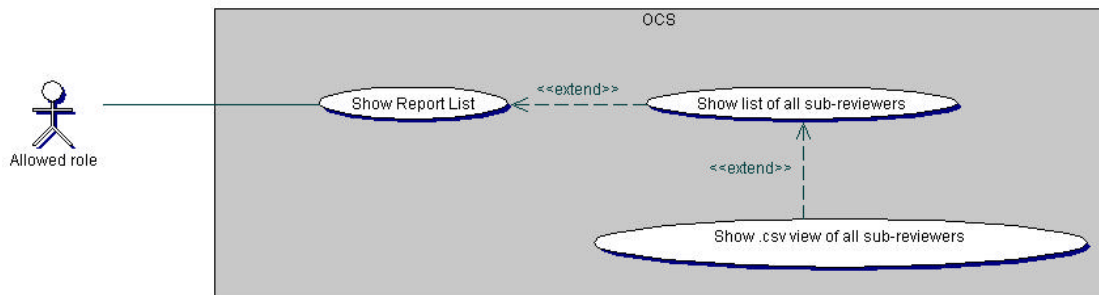 OCS
<<extend>>
Show Report List
Show list of all sub-reviewers
Allowed role
<<extend>>
Show .csv view of all sub-reviewers